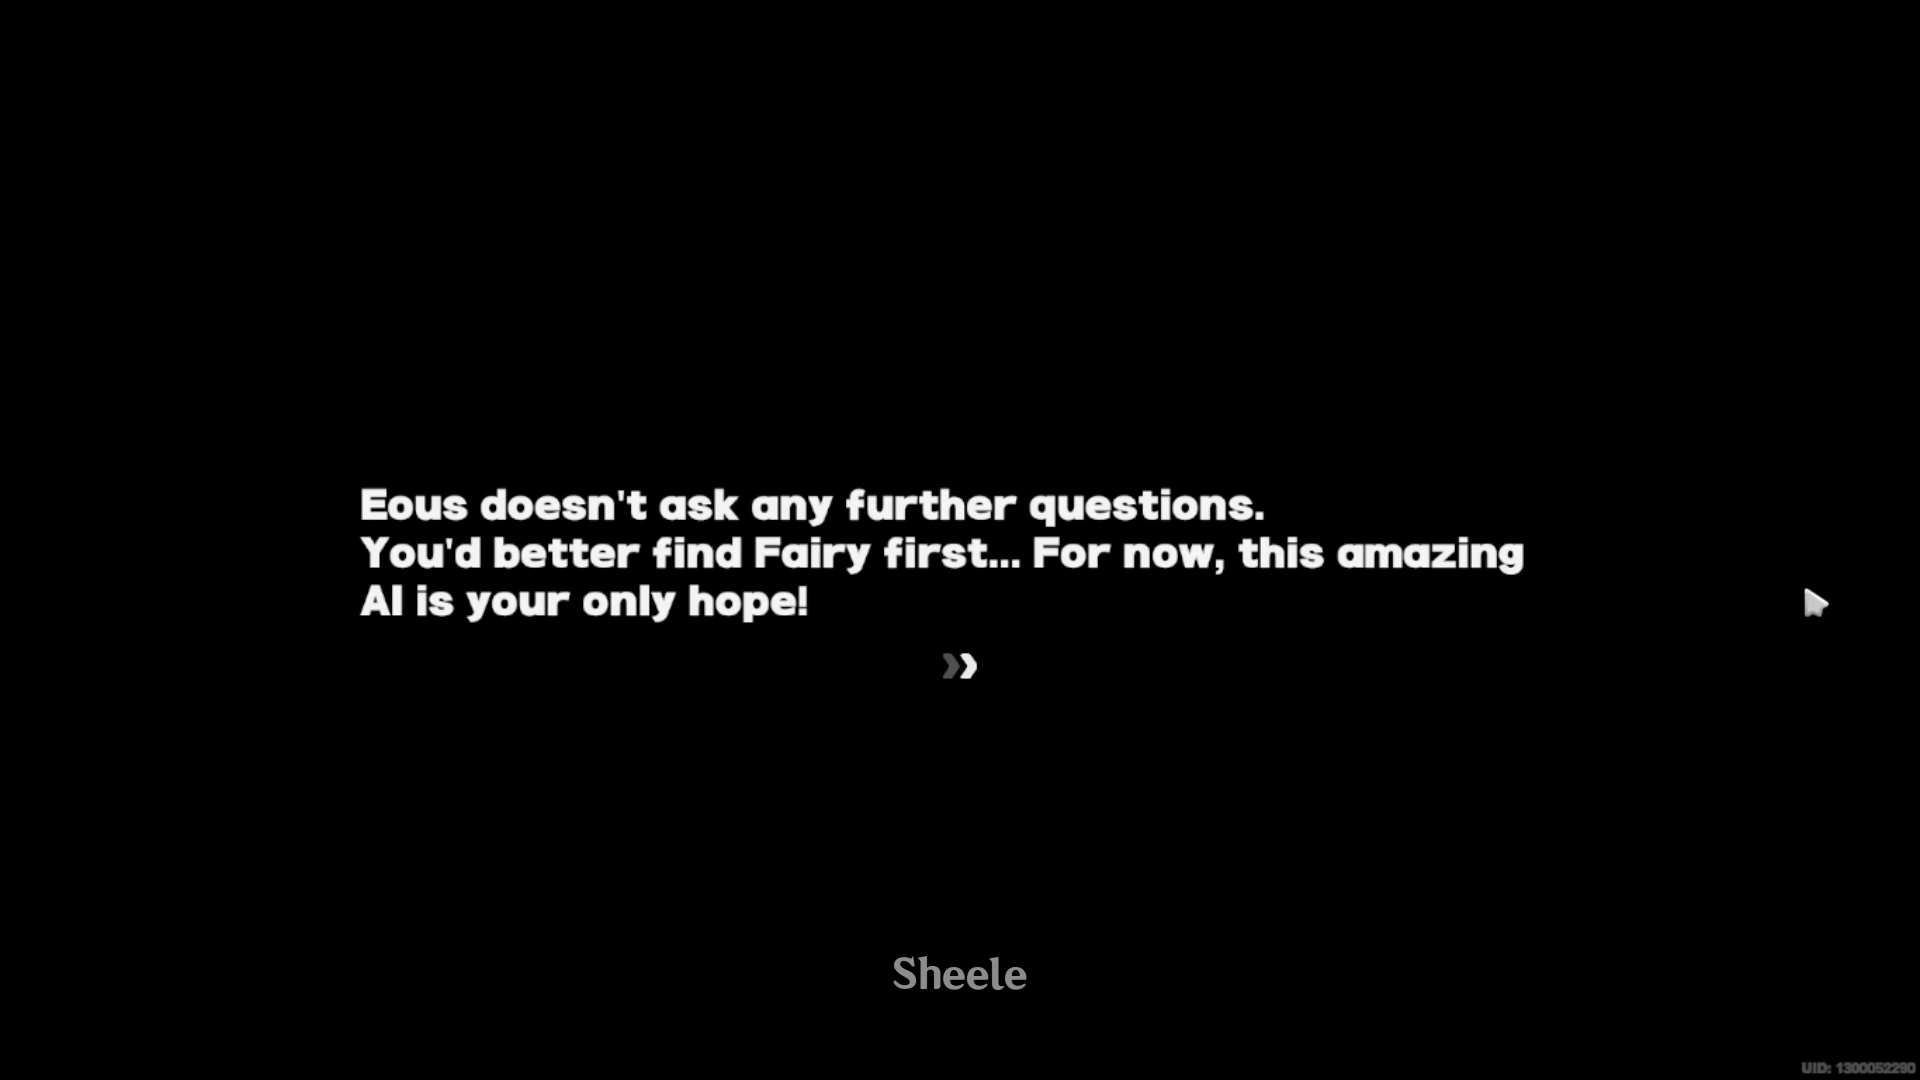 Eous doesn't ask any further questions.
You'd better find Fairy first... For now, this amazing
AI is your only hope!
Sheele
UID: 1300052290